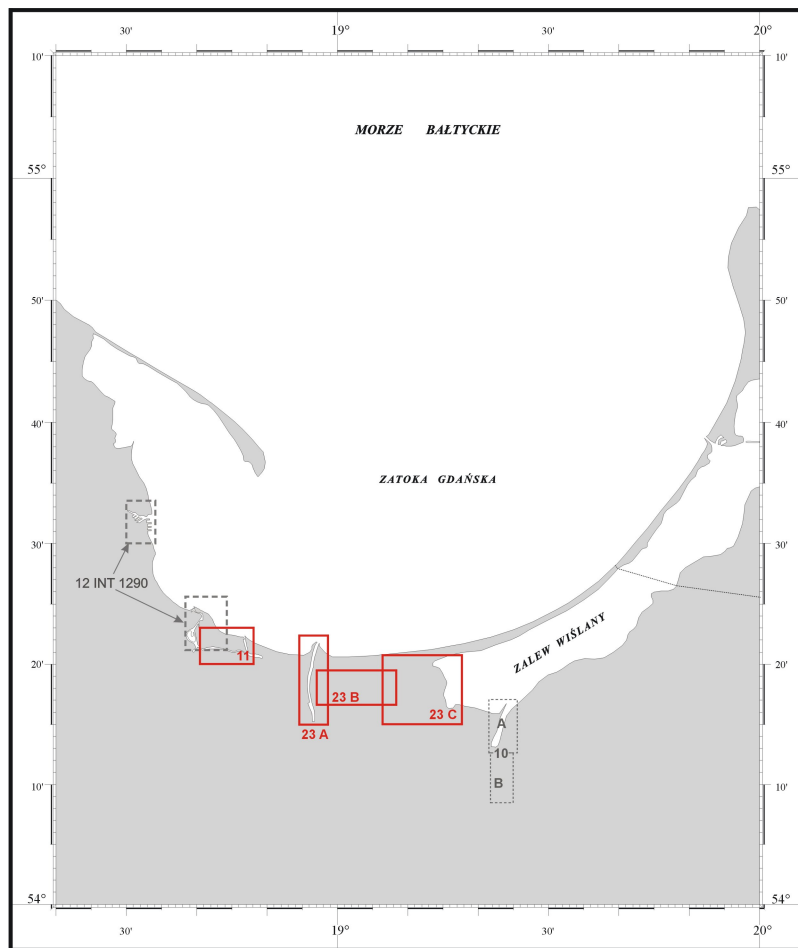 30' 19° 30' 20°
10' 10'
MORZE BAŁTYCKIE
55° 55°
50' 50'
40' 40'
ZATOKA GDAŃSKA
30' 30'
12 INT 1290
ZALEW WIŚLANY
20' 11 20'
23 B
23 C
A
23 A
10
10' B 10'
54° 54°
30' 19° 30' 20°